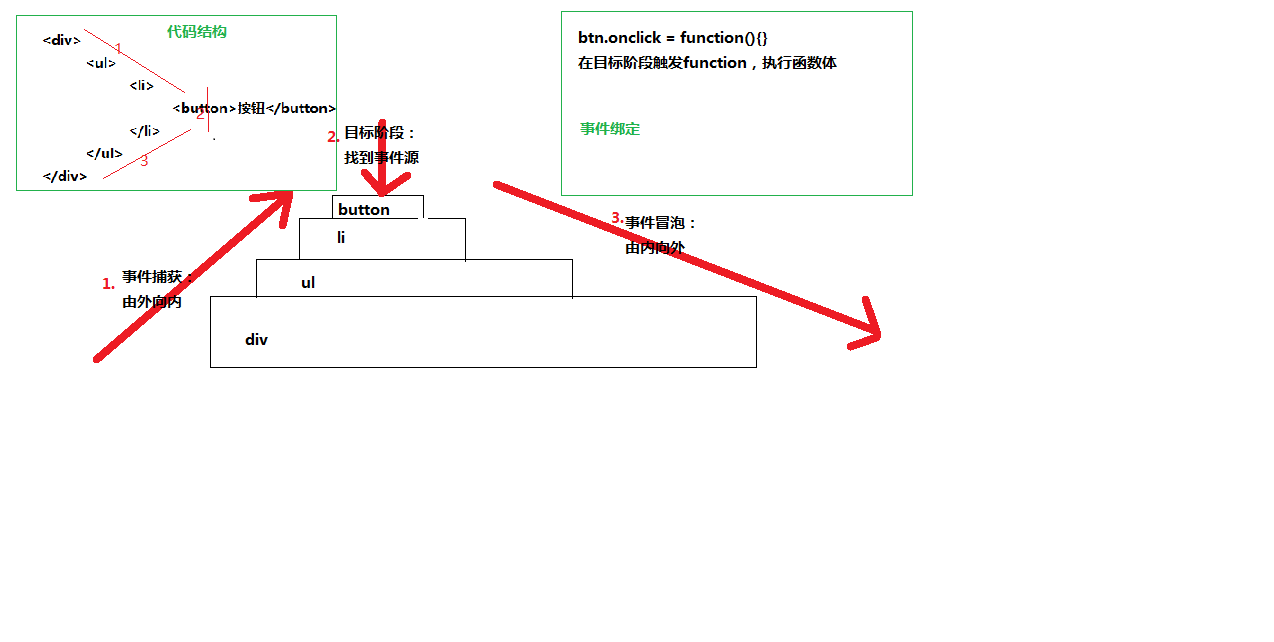 代码结构
<div>
1
<ul>
<li>
<button>按钮</button>
2
</li>
</ul>
3
</div>
btn.onclick = function(){}
在目标阶段触发function，执行函数体
事件绑定
2. 目标阶段：
找到事件源
button
li
ul
div
1. 事件捕获：
由外向内
3. 事件冒泡：
由内向外